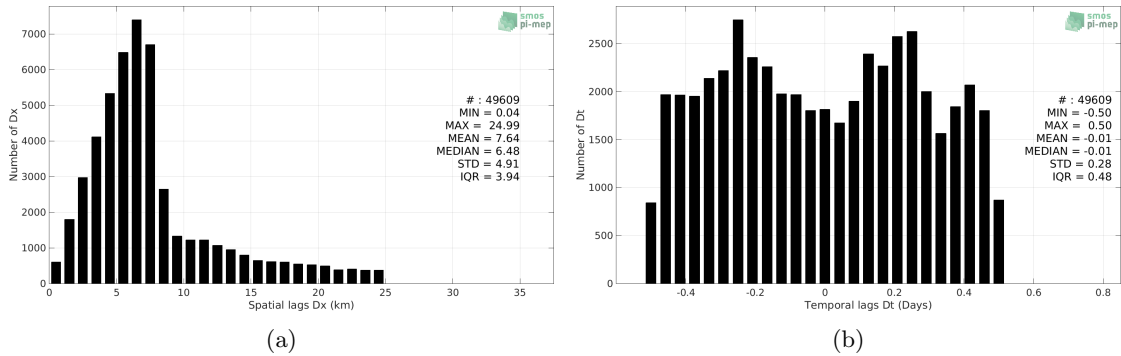 smos
pi-mep
7000
6000
5000
4000
3000
2000
1000
0
Number of Dx
# : 49609
MIN = 0.04
MAX = 24.99
MEAN = 7.64
MEDIAN = 6.48
STD = 4.91
IQR = 3.94
0 5 10 15 20 25 30 35
Spatial lags Dx (km)
(a)
smos
pi-mep
2500
2000
1500
1000
500
0
Number of Dt
# : 49609
MIN = -0.50
MAX = 0.50
MEAN = -0.01
MEDIAN = -0.01
STD = 0.28
IQR = 0.48
-0.4 -0.2 0 0.2 0.4 0.6 0.8
Temporal lags Dt (Days)
(b)